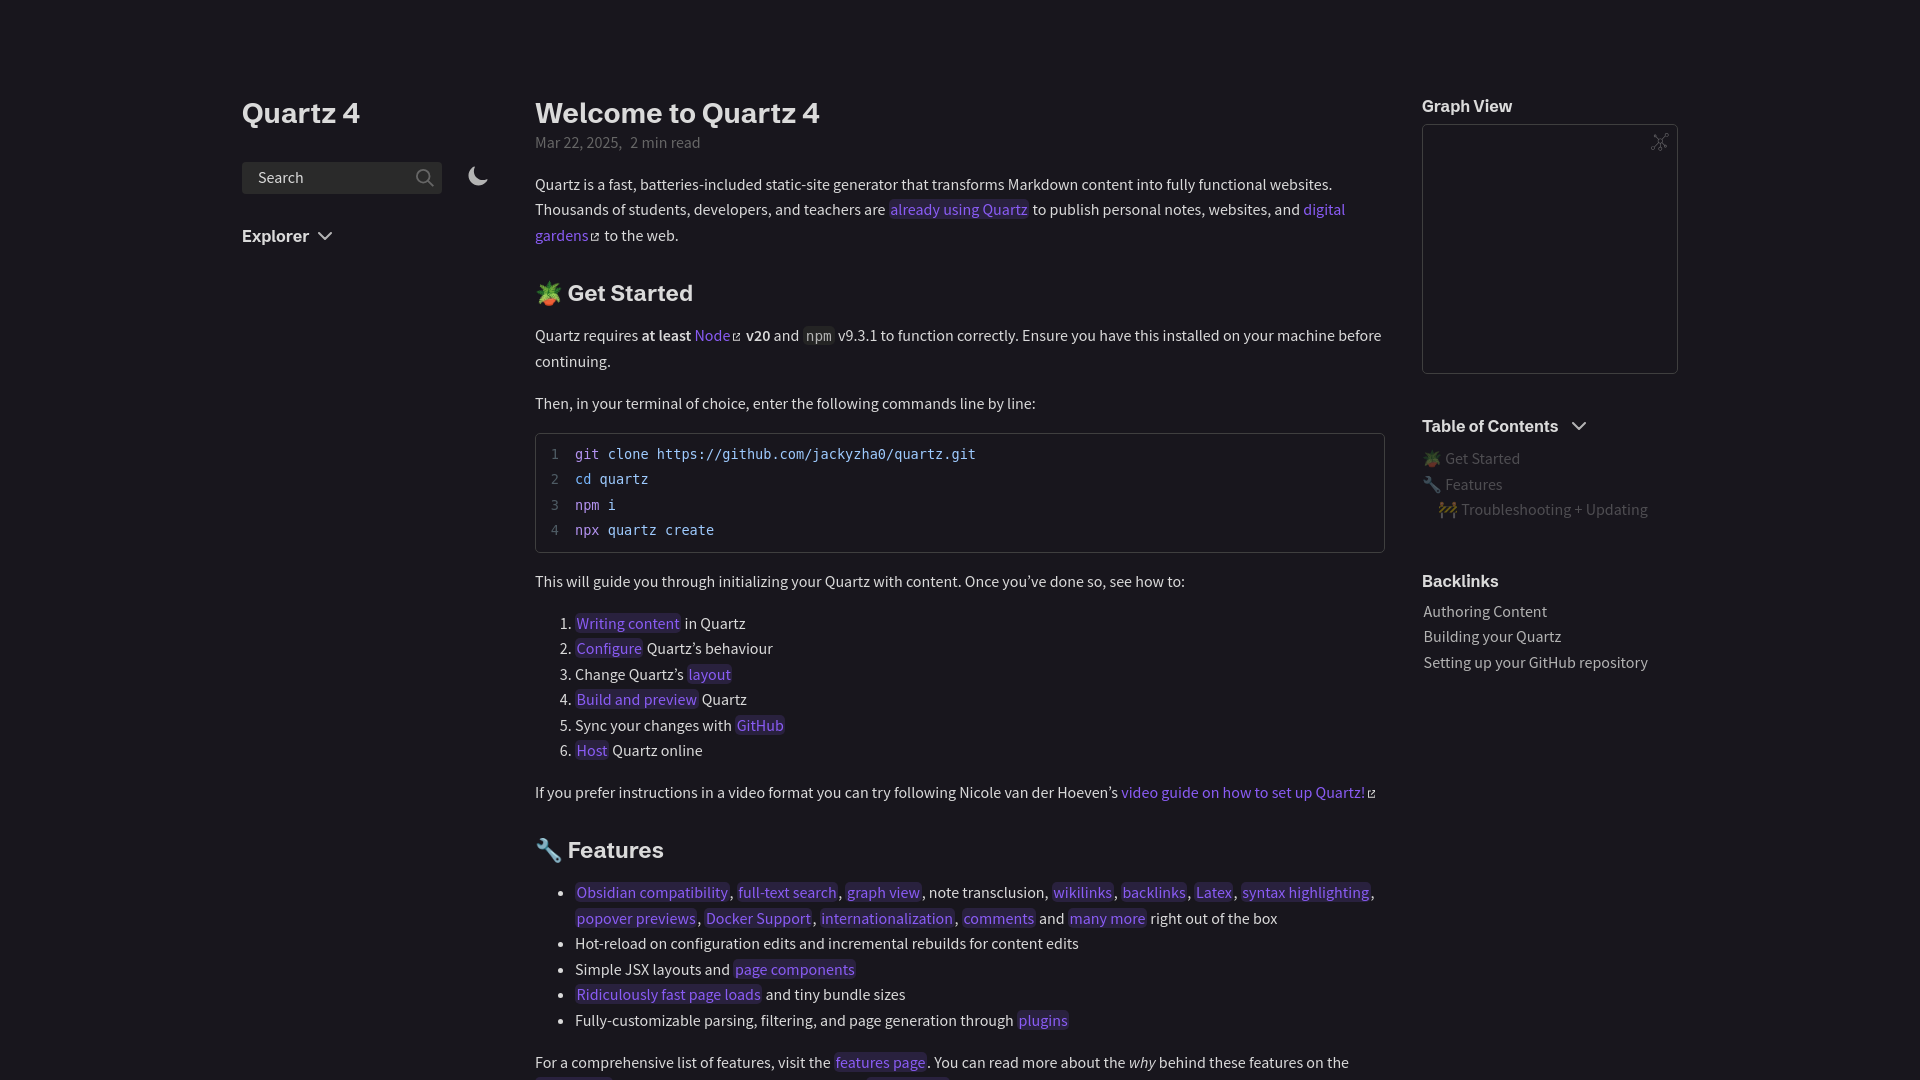 Quartz 4
Search
Explorer
Welcome to Quartz 4
Mar 22, 2025, 2 min read
Quartz is a fast, batteries-included static-site generator that transforms Markdown content into fully functional websites.
Thousands of students, developers, and teachers are already using Quartz to publish personal notes, websites, and digital
gardens to the web.
🪴 Get Started
Quartz requires at least Node v20 and npm v9.3.1 to function correctly. Ensure you have this installed on your machine before
continuing.
Then, in your terminal of choice, enter the following commands line by line:
1 git clone https://github.com/jackyzha0/quartz.git
2 cd quartz
3 npm i
4 npx quartz create
This will guide you through initializing your Quartz with content. Once you’ve done so, see how to:
1. Writing content in Quartz
2. Configure Quartz’s behaviour
3. Change Quartz’s layout
4. Build and preview Quartz
5. Sync your changes with GitHub
6. Host Quartz online
If you prefer instructions in a video format you can try following Nicole van der Hoeven’s video guide on how to set up Quartz!
🔧 Features
• Obsidian compatibility, full-text search, graph view, note transclusion, wikilinks, backlinks, Latex, syntax highlighting,
popover previews, Docker Support, internationalization, comments and many more right out of the box
• Hot-reload on configuration edits and incremental rebuilds for content edits
• Simple JSX layouts and page components
• Ridiculously fast page loads and tiny bundle sizes
• Fully-customizable parsing, filtering, and page generation through plugins
For a comprehensive list of features, visit the features page. You can read more about the why behind these features on the
Graph View
Table of Contents
🪴 Get Started
🔧 Features
🚧 Troubleshooting + Updating
Backlinks
Authoring Content
Building your Quartz
Setting up your GitHub repository